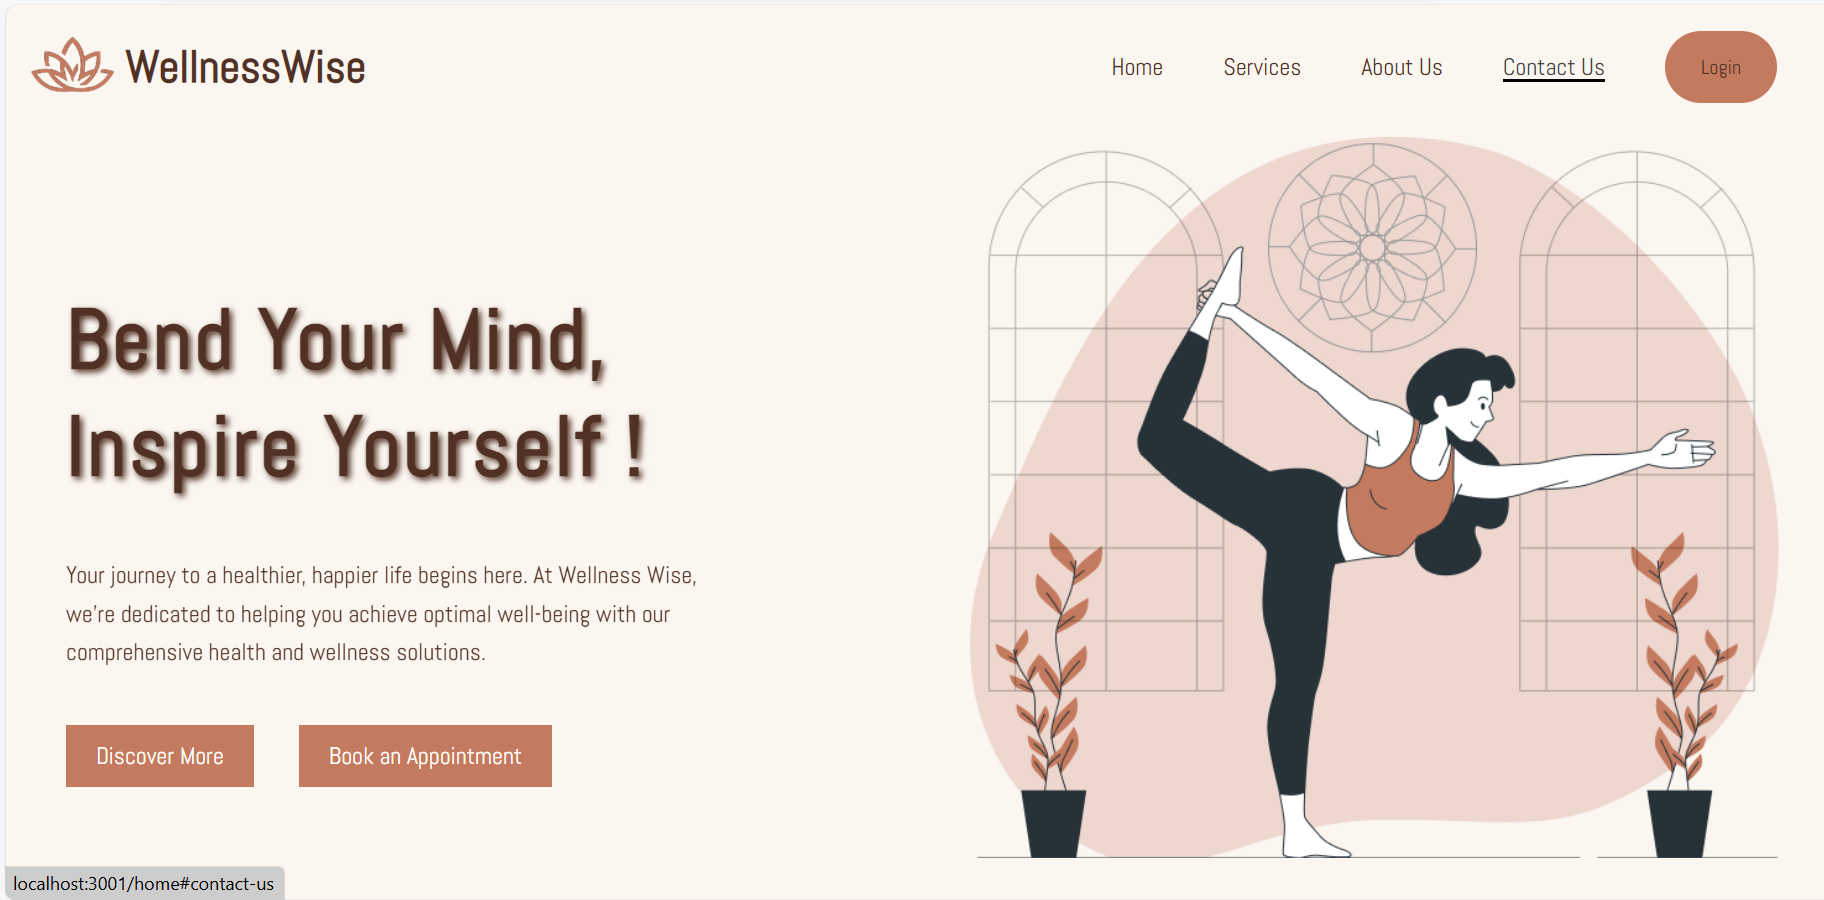 WellnessWise
Home
Services
About Us
Contact Us
Login
Bend Your Mind,
Inspire Yourself !
Your journey to a healthier, happier life begins here. At Wellness Wise,
we're dedicated to helping you achieve optimal well-being with our
comprehensive health and wellness solutions.
Discover More
Book an Appointment
localhost:3001/home#contact-us